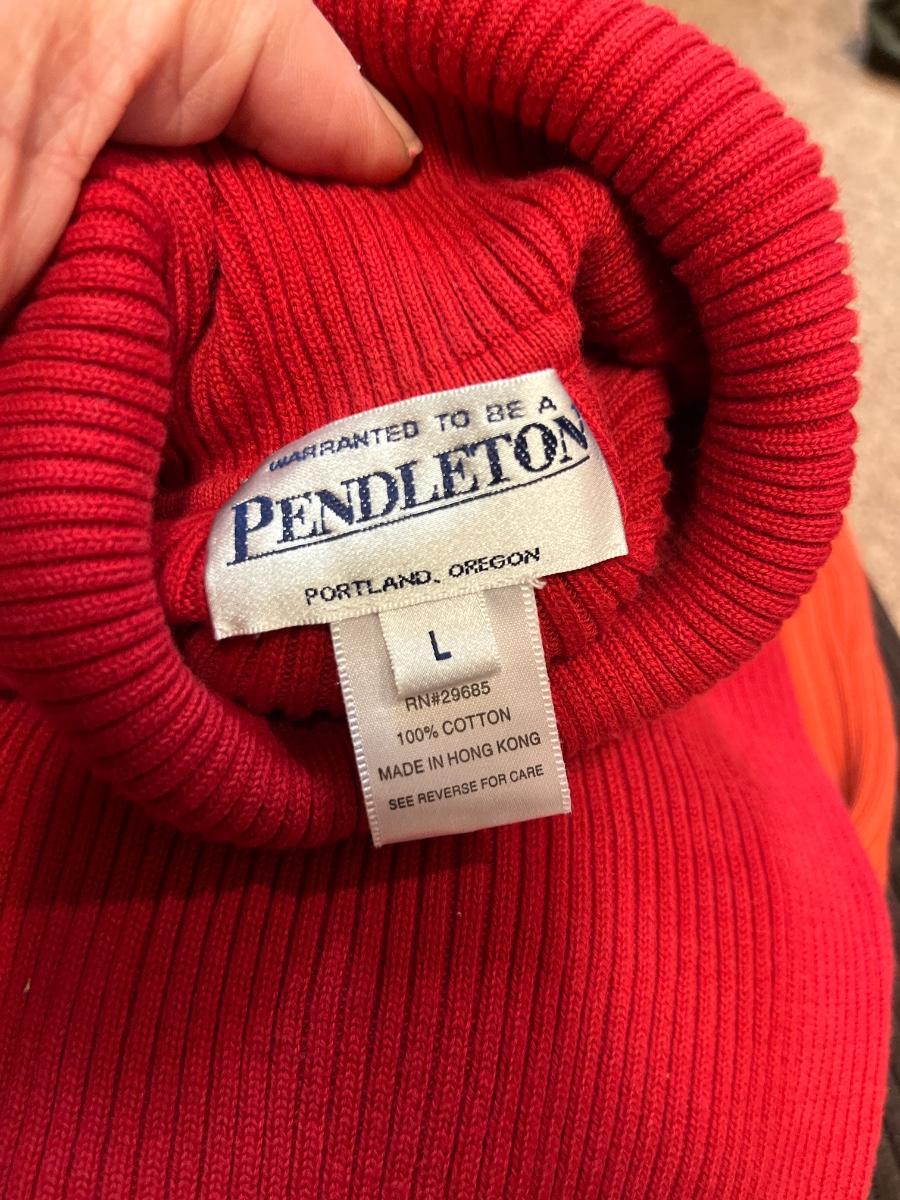 WARRANTED TO BE A
PENDLETON
PORTLAND, OREGON
L
RN#29685
100% COTTON
MADE IN HONG KONG
SEE REVERSE FOR CARE